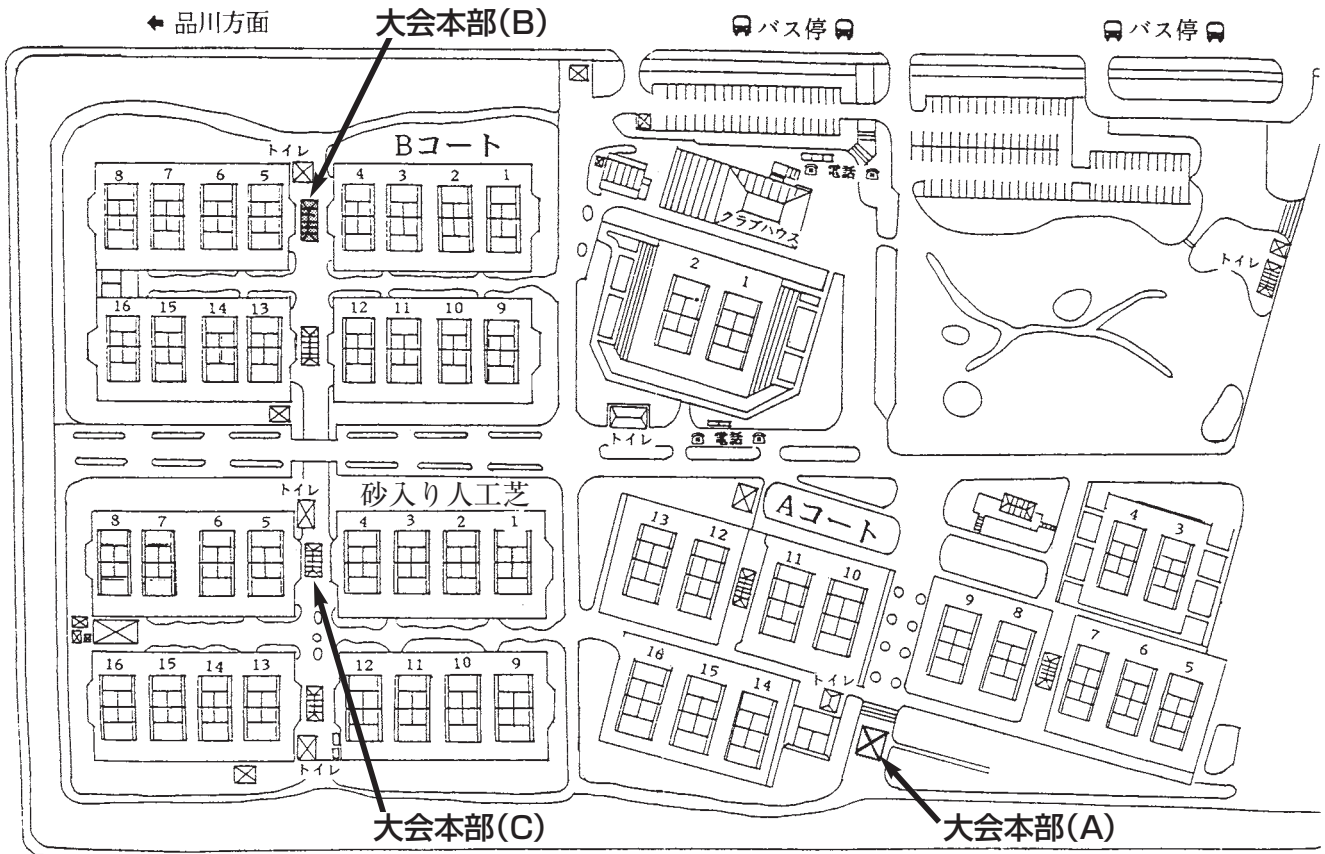 ← 品川方面
大会本部(B)
バス停
バス停
トイレ
Bコート
8 7 6 5 4 3 2 1
電話
クラブハウス
トイレ
2 1
16 15 14 13 12 11 10 9
トイレ
電話
トイレ
砂入り人工芝
8 7 6 5 4 3 2 1
Aコート
13 12 11 10 9 8 4 3
16 15 14 13 12 11 10 9
16 15 14
トイレ
7 6 5
トイレ
大会本部(C)
大会本部(A)